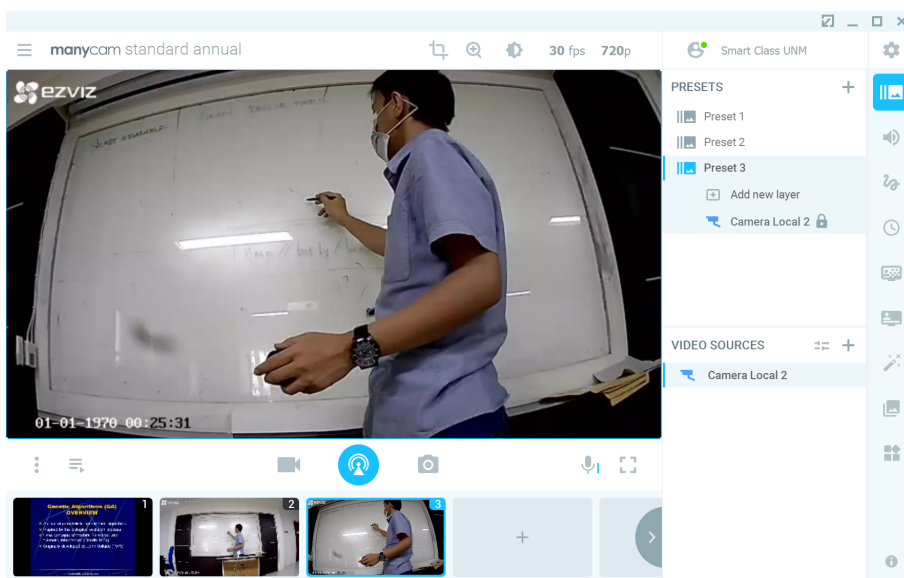 manycam standard annual
30 fps 720p
Smart Class UNM
ezviz
01-01-1970 00:25:31
PRESETS
Preset 1
Preset 2
Preset 3
Add new layer
Camera Local 2
VIDEO SOURCES
Camera Local 2
1
Genetic Algorithms (GA)
OVERVIEW
2
3